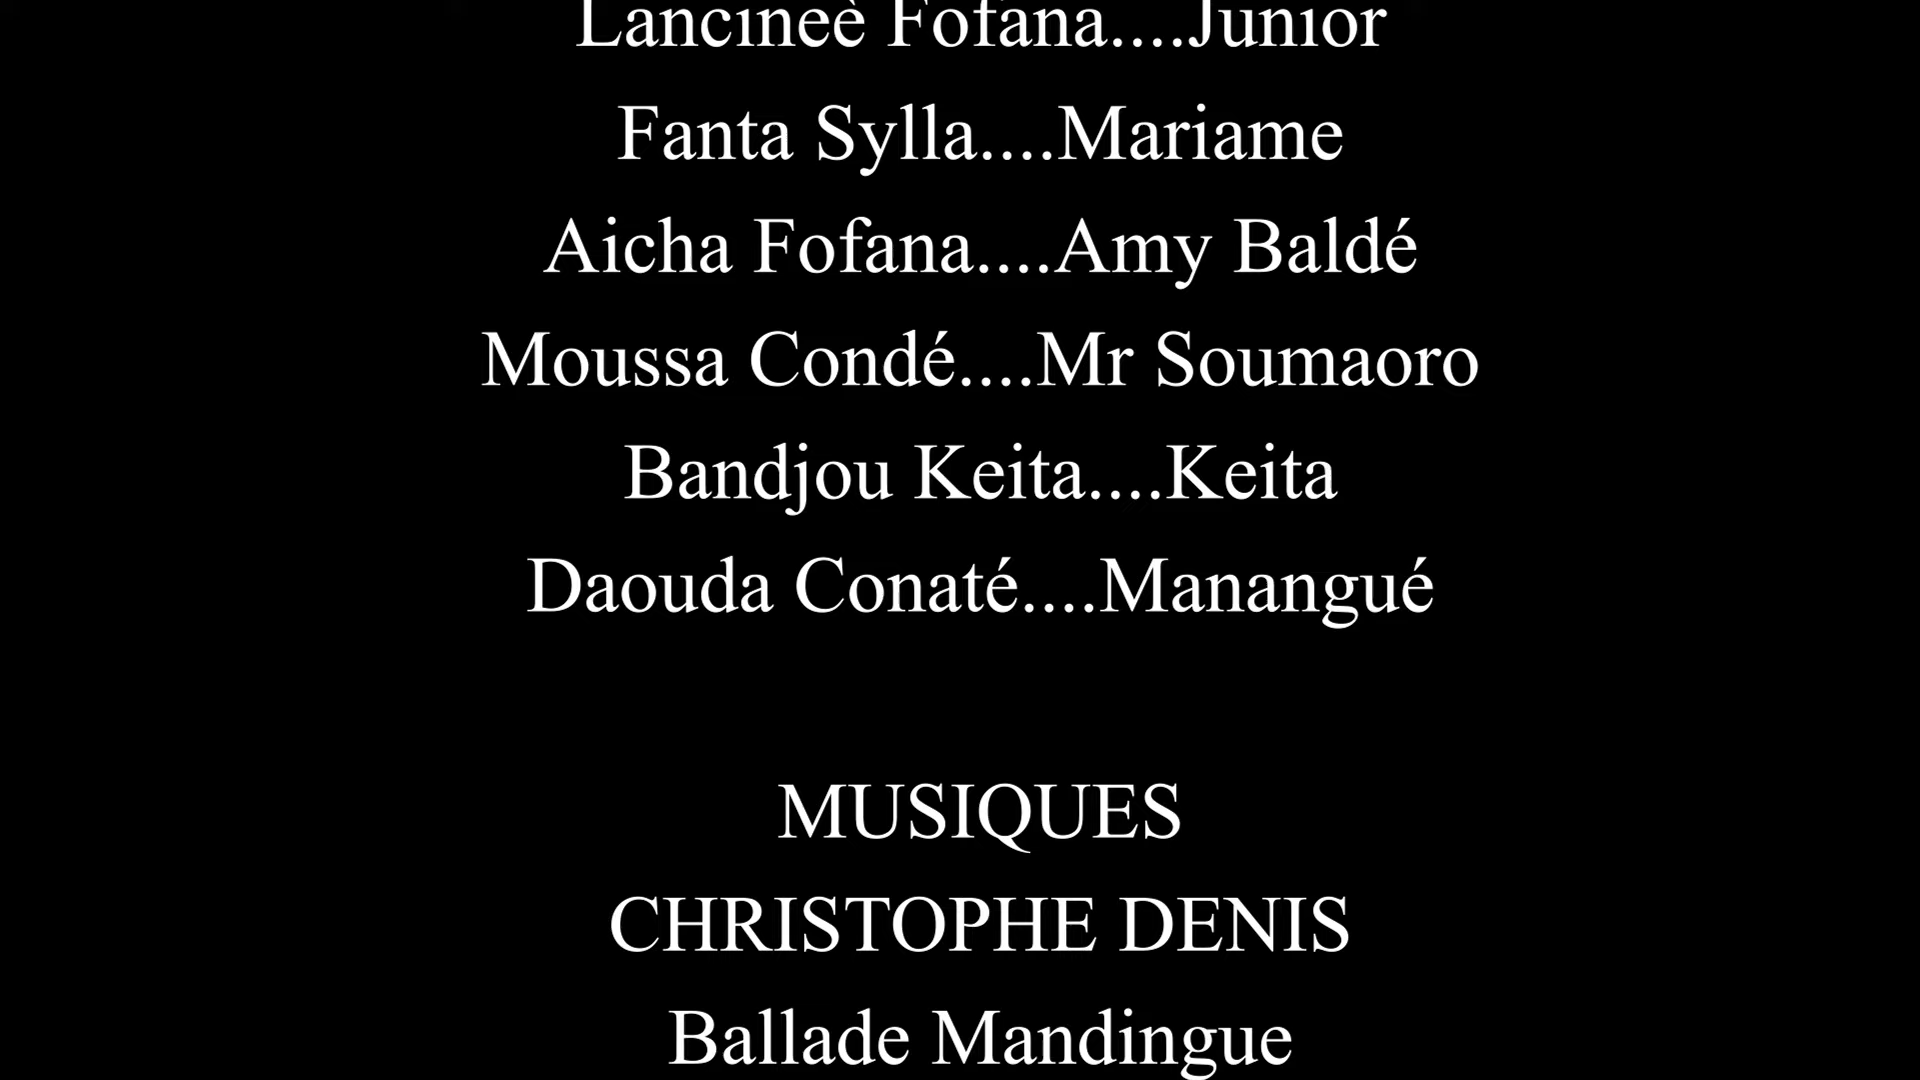 Lancineè Fofana....Junior
Fanta Sylla....Mariame
Aicha Fofana....Amy Baldé
Moussa Condé....Mr Soumaoro
Bandjou Keita....Keita
Daouda Conaté....Manangué
MUSIQUES
CHRISTOPHE DENIS
Ballade Mandingue